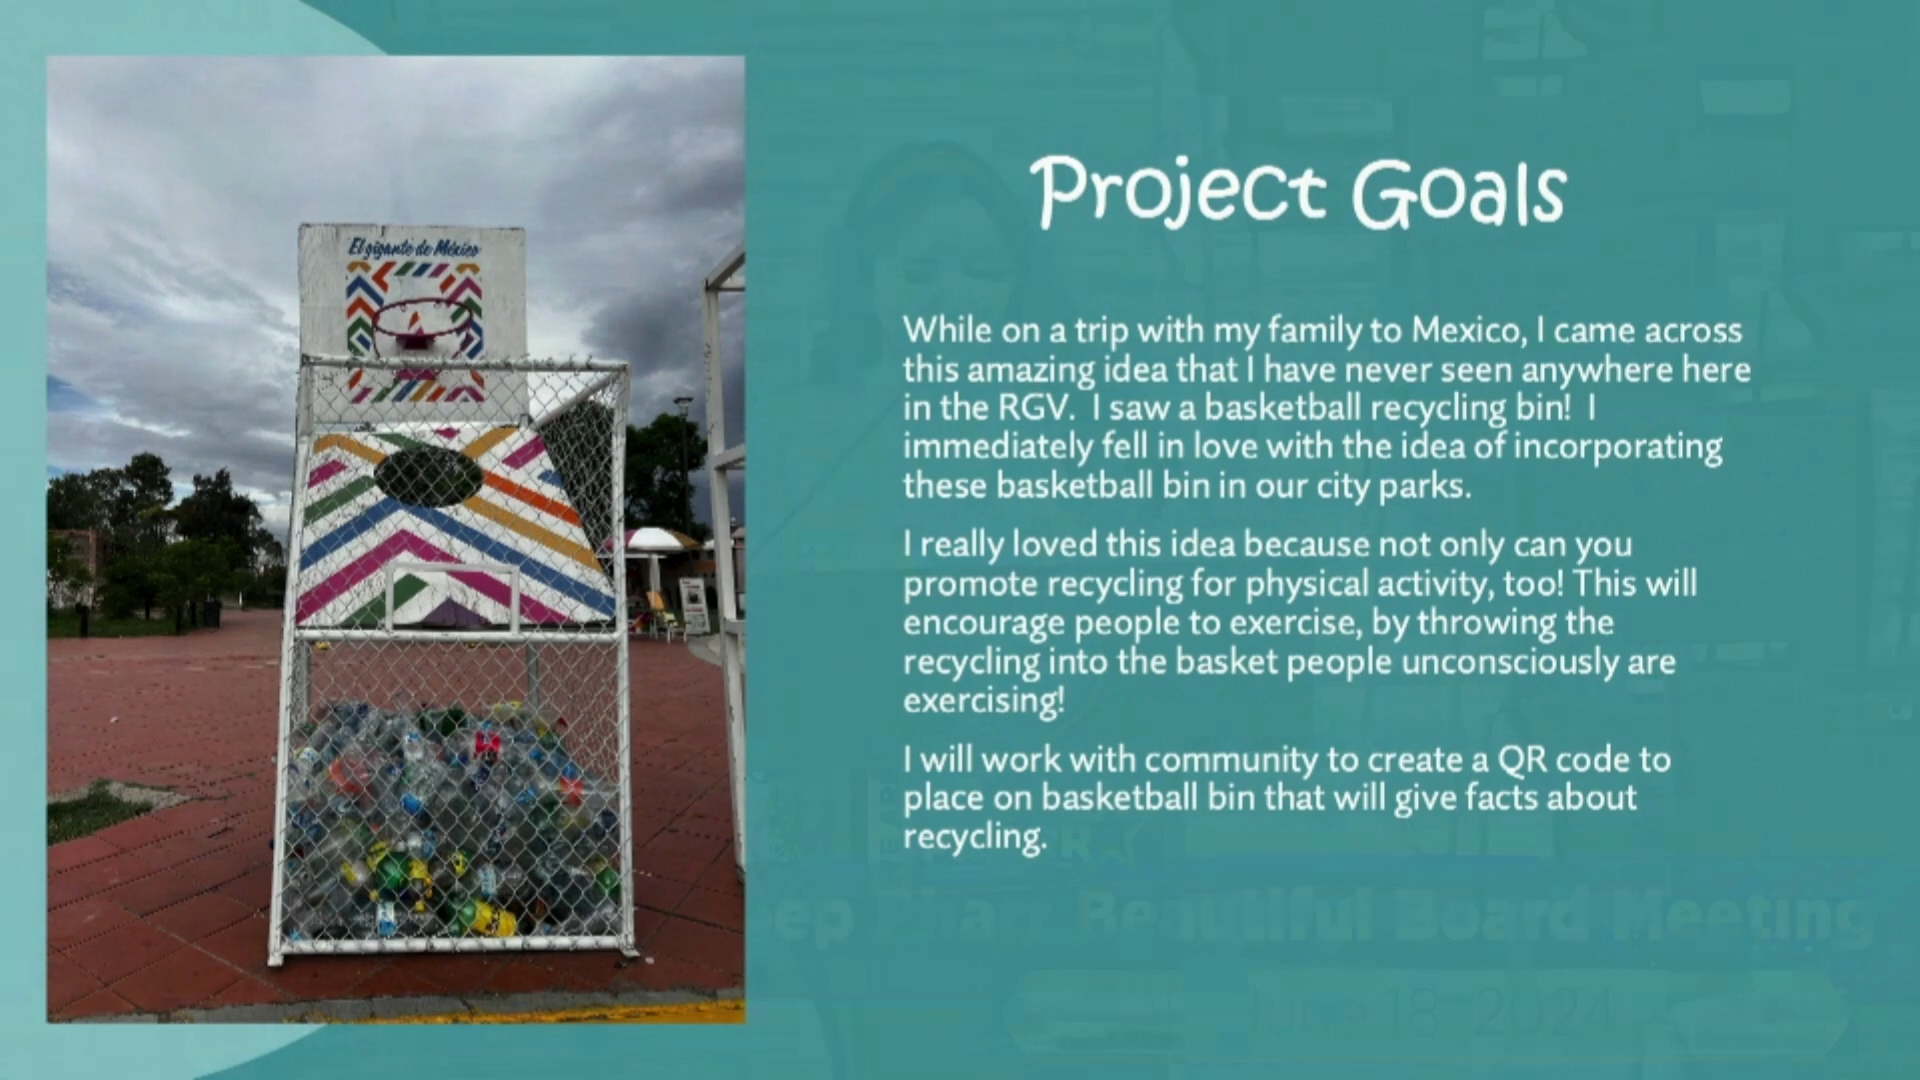 El gigante de México
Project Goals
While on a trip with my family to Mexico, I came across
this amazing idea that I have never seen anywhere here
in the RGV.  I saw a basketball recycling bin!  I
immediately fell in love with the idea of incorporating
these basketball bin in our city parks.
I really loved this idea because not only can you
promote recycling for physical activity, too! This will
encourage people to exercise, by throwing the
recycling into the basket people unconsciously are
exercising!
I will work with community to create a QR code to
place on basketball bin that will give facts about
recycling.
Beautiful Board Meeting
June 18, 2024